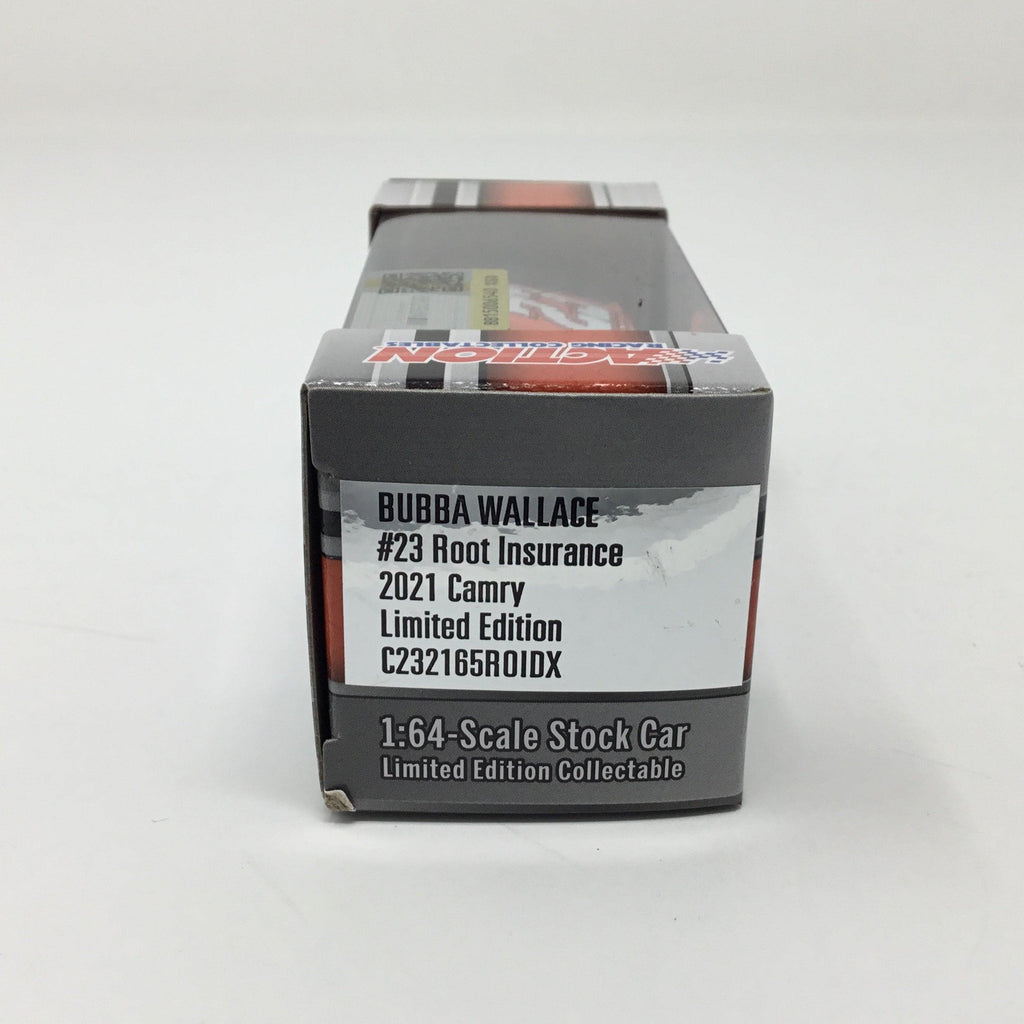 ACTION
RACING COLLECTABLES
BUBBA WALLACE
#23 Root Insurance
2021 Camry
Limited Edition
C232165ROIDX
1:64-Scale Stock Car
Limited Edition Collectable